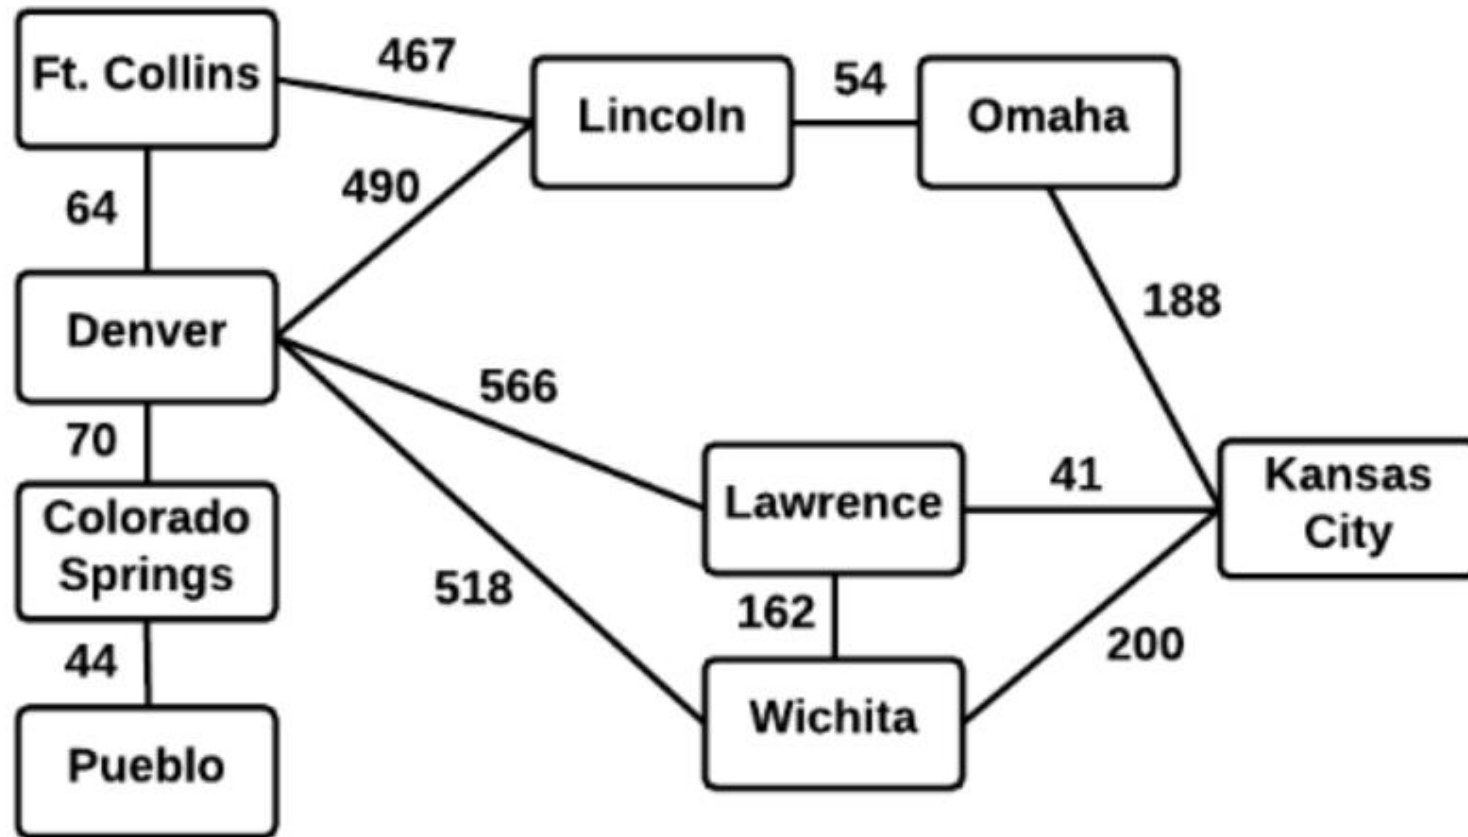 Ft. Collins
467
Lincoln
54
Omaha
64
490
188
Denver
566
70
Lawrence
41
Kansas
City
Colorado
Springs
518
162
200
44
Wichita
Pueblo